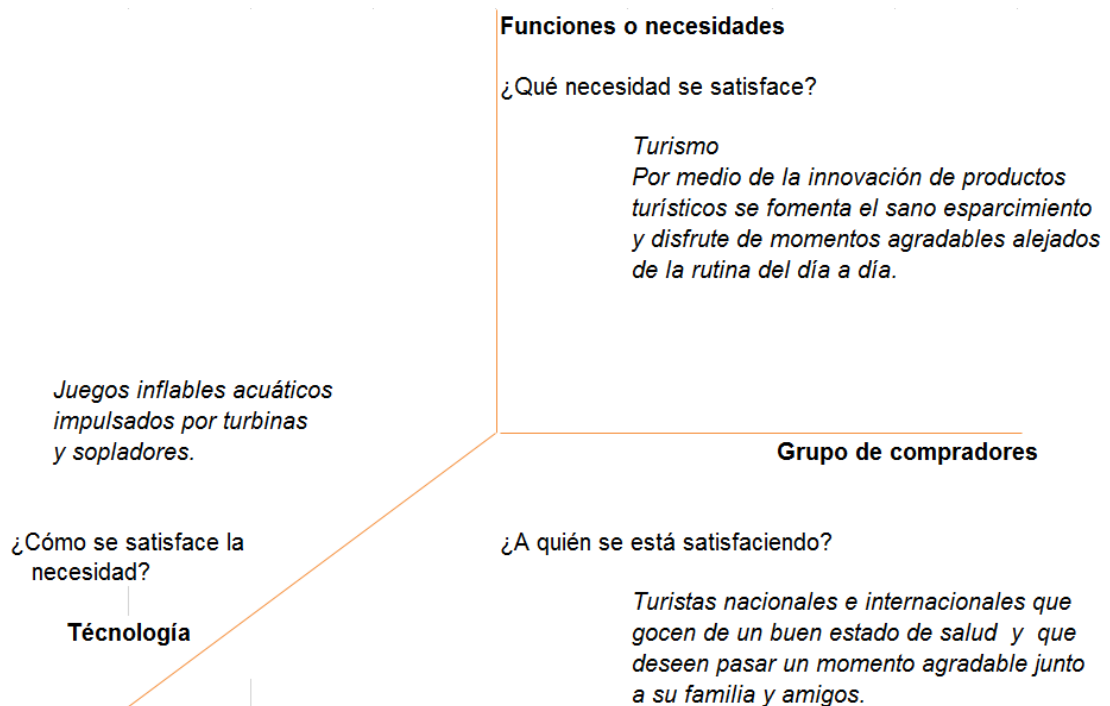 Funciones o necesidades
¿Qué necesidad se satisface?
Turismo
Por medio de la innovación de productos
turísticos se fomenta el sano esparcimiento
y disfrute de momentos agradables alejados
de la rutina del día a día.
Juegos inflables acuáticos
impulsados por turbinas
y sopladores.
Grupo de compradores
¿Cómo se satisface la
necesidad?
Técnología
¿A quién se está satisfaciendo?
Turistas nacionales e internacionales que
gocen de un buen estado de salud y que
deseen pasar un momento agradable junto
a su familia y amigos.